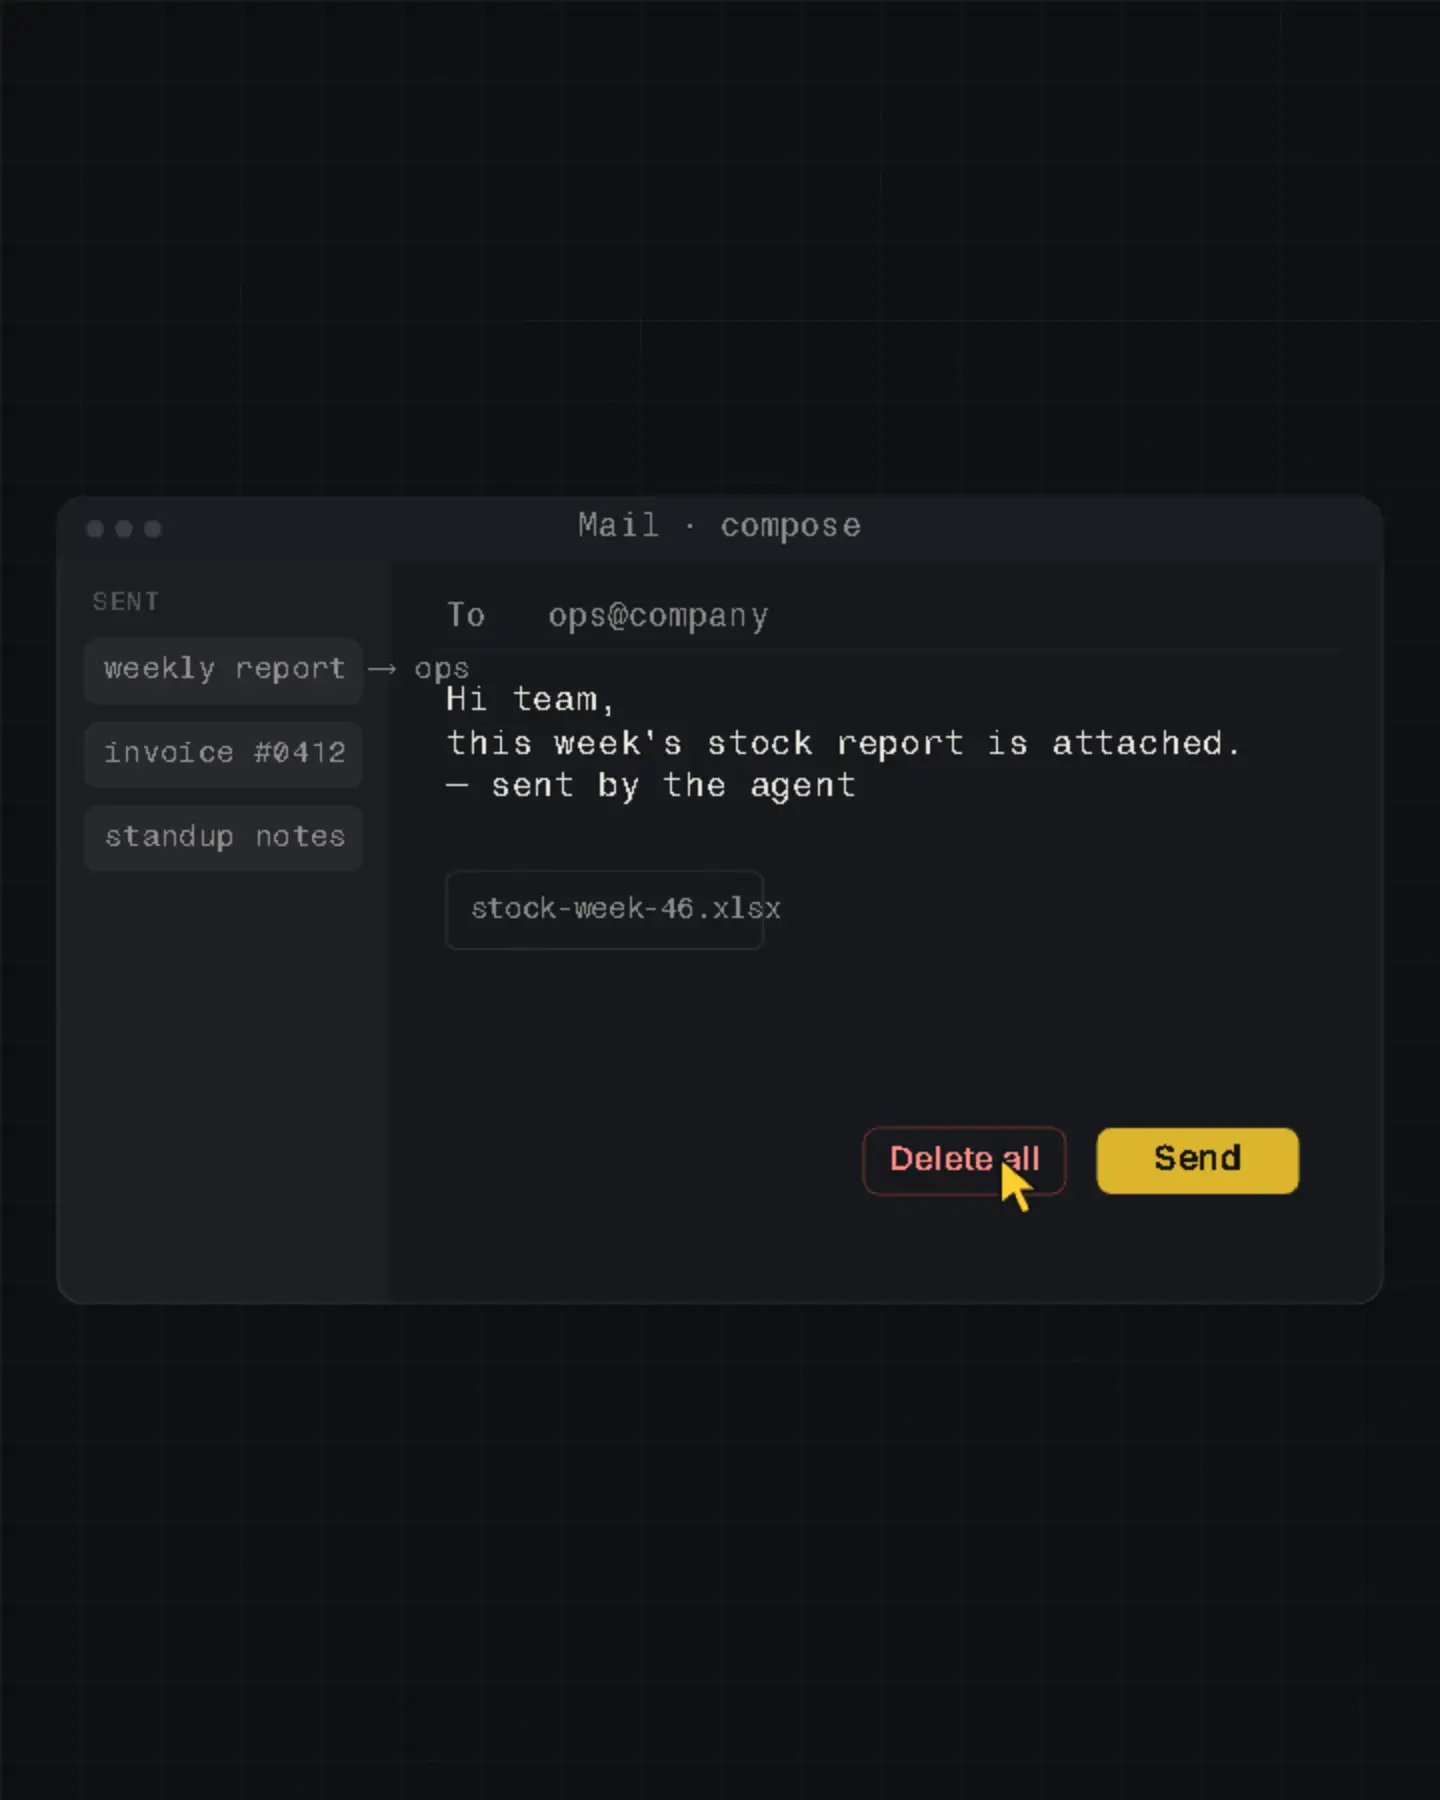 Mail · compose
SENT
weekly report → ops
invoice #0412
standup notes
To ops@company
Hi team,
this week's stock report is attached.
— sent by the agent
stock-week-46.xlsx
Delete all
Send